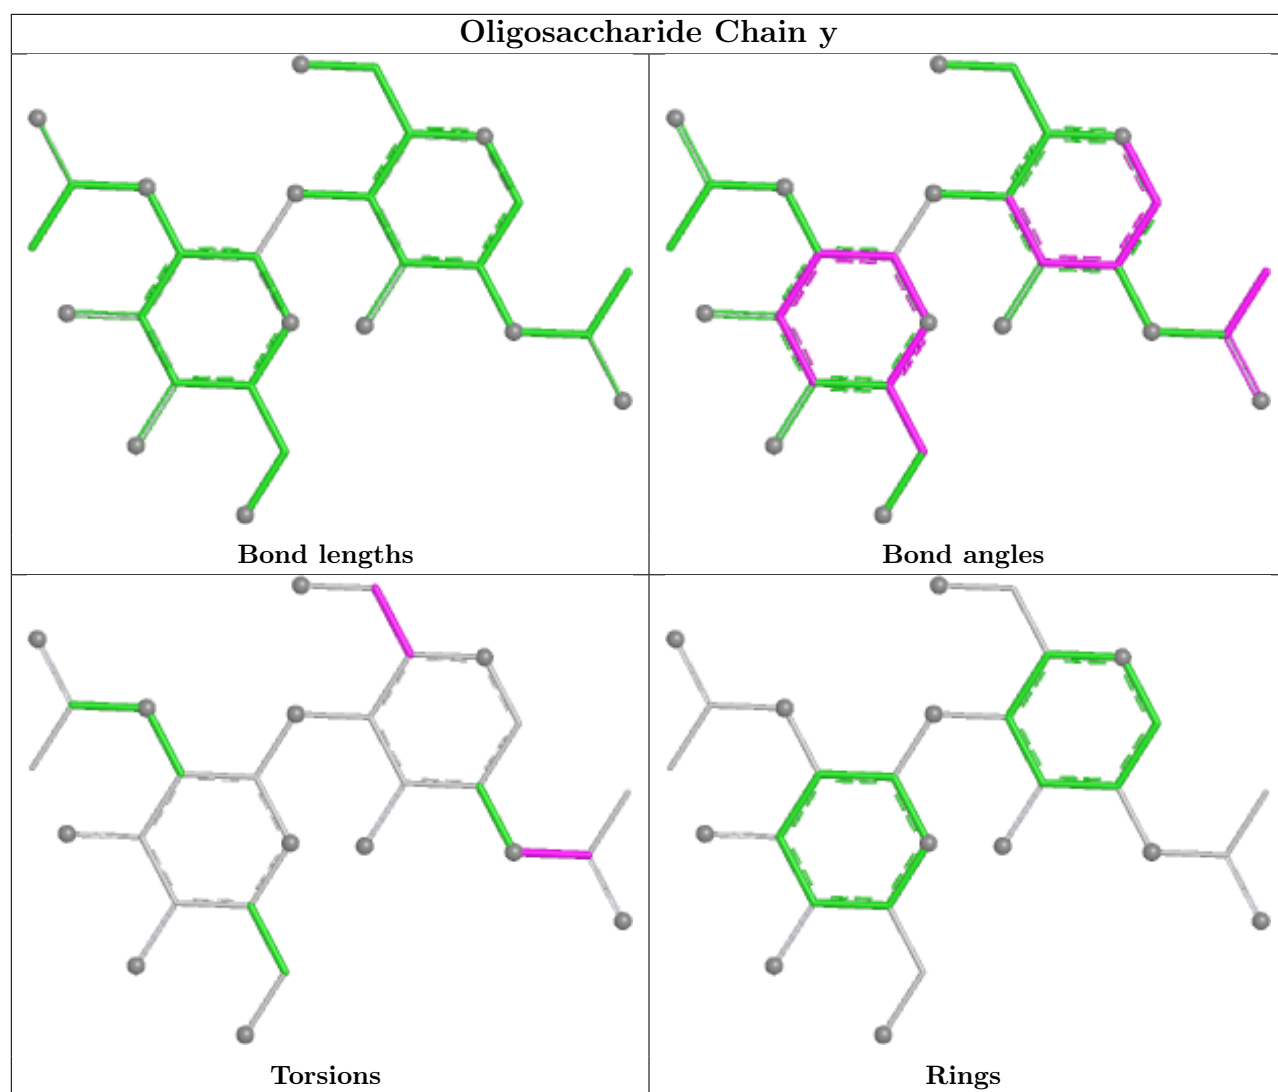 Oligosaccharide Chain y
Bond lengths
Bond angles
Torsions
Rings